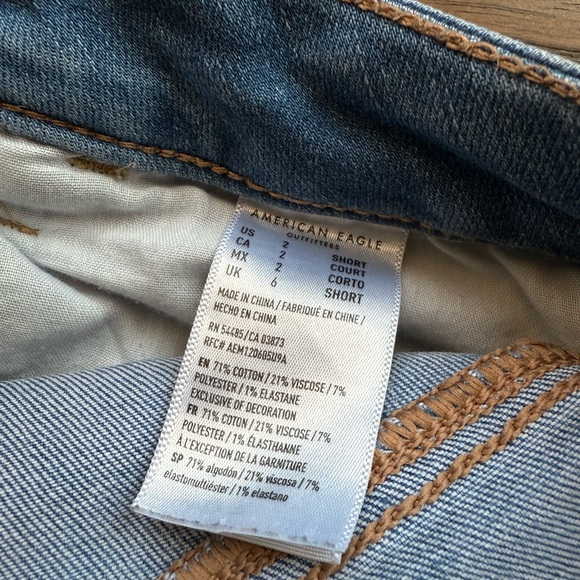 AMERICAN EAGLE
OUTFITTERS
US 2 SHORT
CA 2 COURT
MX 2 CORTO
UK 6 SHORT
MADE IN CHINA / FABRIQUÉ EN CHINE /
HECHO EN CHINA
RN 54485/CA 03873
RFC# AEM120605U9A
EN 71% COTTON / 21% VISCOSE / 7%
POLYESTER / 1% ELASTANE
EXCLUSIVE OF DECORATION
FR 71% COTON / 21% VISCOSE / 7%
POLYESTER / 1% ÉLASTHANNE
À L'EXCEPTION DE LA GARNITURE
SP 71% algodón / 21% viscosa / 7%
elastomultiéster / 1% elastano